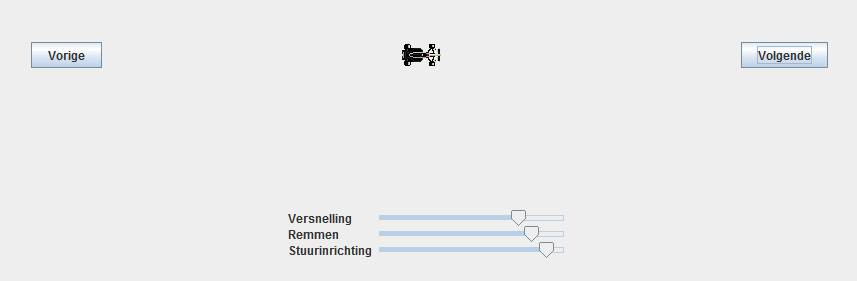 Vorige
Volgende
Versnelling
Remmen
Stuurinrichting